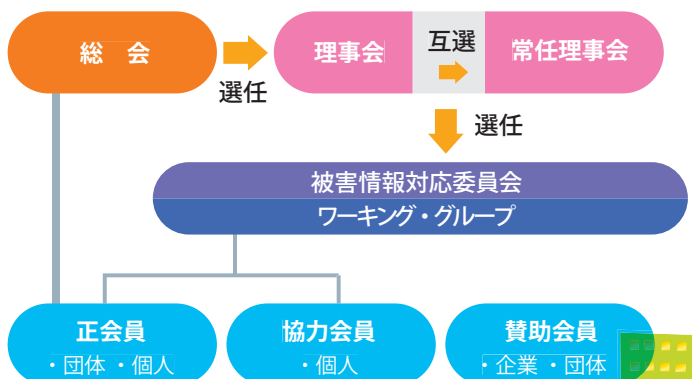 総　会
選任
理事会
互選
常任理事会
選任
被害情報対応委員会
ワーキング・グループ
正会員
・団体 ・個人
協力会員
・個人
賛助会員
・企業 ・団体